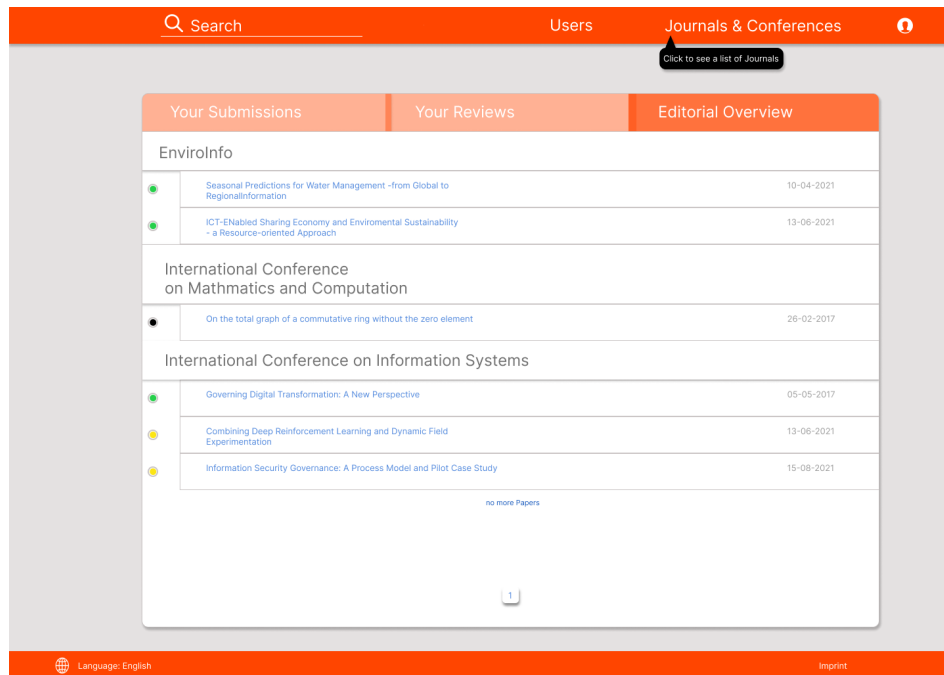 Search
Users
Journals & Conferences
Click to see a list of Journals
Your Submissions
Your Reviews
Editorial Overview
EnviroInfo
Seasonal Predictions for Water Management -from Global to
RegionalInformation
10-04-2021
ICT-ENabled Sharing Economy and Enviromental Sustainability
- a Resource-oriented Approach
13-06-2021
International Conference
on Mathmatics and Computation
On the total graph of a commutative ring without the zero element
26-02-2017
International Conference on Information Systems
Governing Digital Transformation: A New Perspective
05-05-2017
Combining Deep Reinforcement Learning and Dynamic Field
Experimentation
13-06-2021
Information Security Governance: A Process Model and Pilot Case Study
15-08-2021
no more Papers
1
Language: English
Imprint